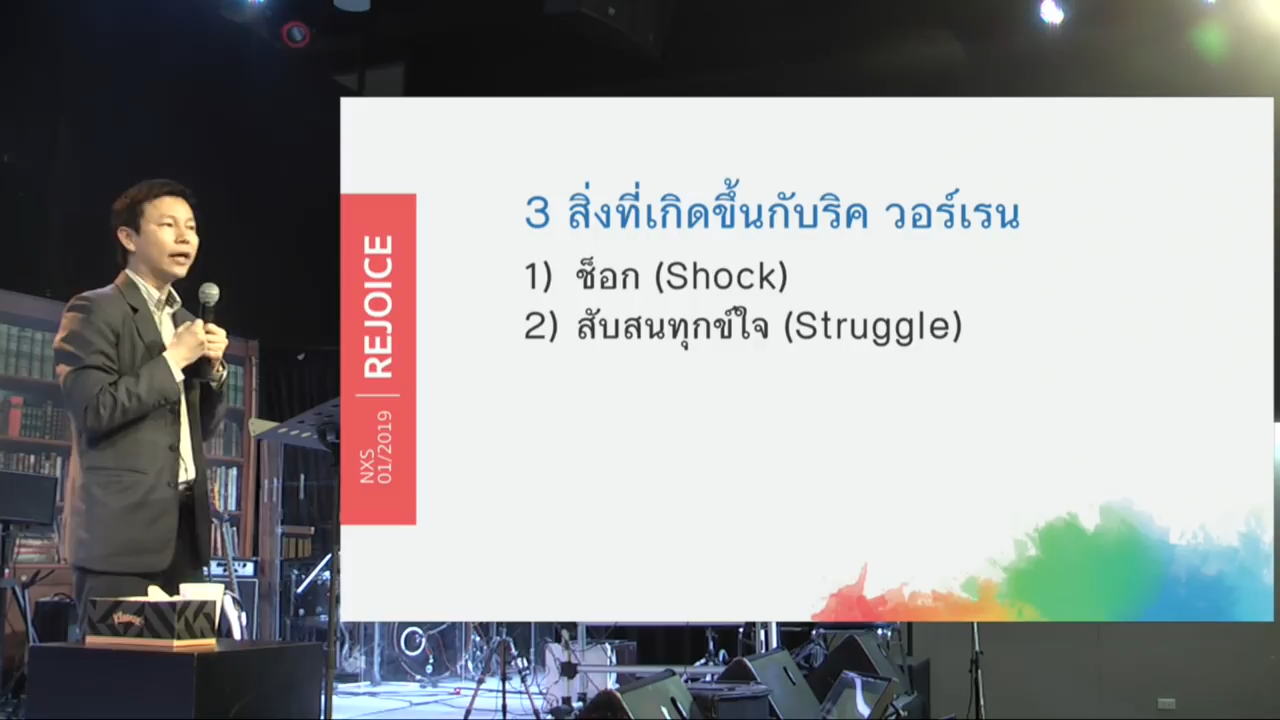 3 สิ่งที่เกิดขึ้นกับริค วอร์เรน
1) ช็อก (Shock)
2) สับสนทุกข์ใจ (Struggle)
REJOICE
NXS
01/2019
Kleenex